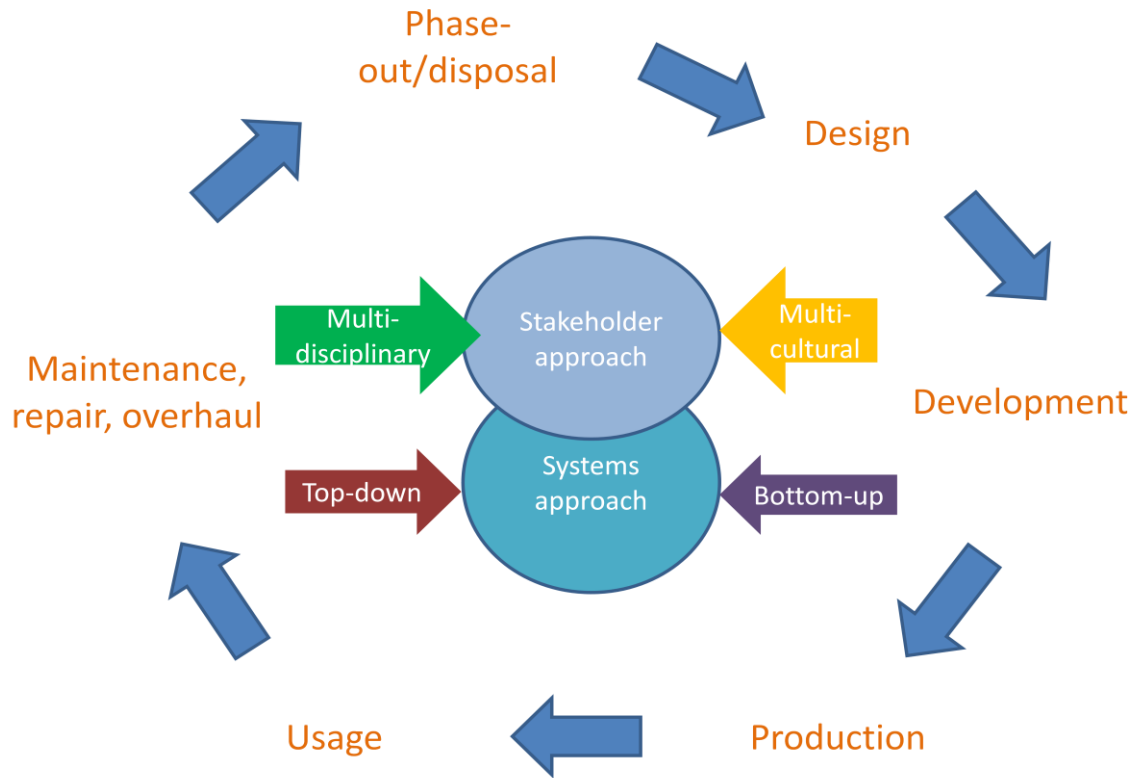 Phase-
out/disposal
Design
Multi-
disciplinary
Stakeholder
approach
Multi-
cultural
Maintenance,
repair, overhaul
Development
Top-down
Systems
approach
Bottom-up
Usage
Production